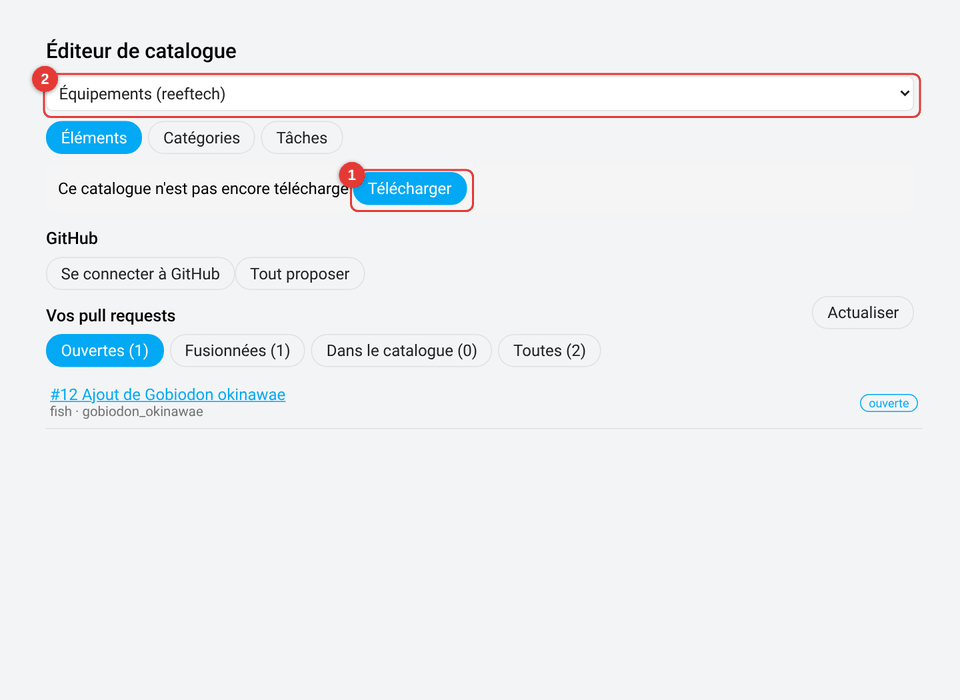 Éditeur de catalogue
2
Équipements (reeftech)
Éléments Catégories Tâches
1
Ce catalogue n'est pas encore téléchargé Télécharger
GitHub
Se connecter à GitHub Tout proposer
Vos pull requests
Actualiser
Ouvertes (1) Fusionnées (1) Dans le catalogue (0) Toutes (2)
#12 Ajout de Gobiodon okinawae
fish · gobiodon_okinawae
ouverte